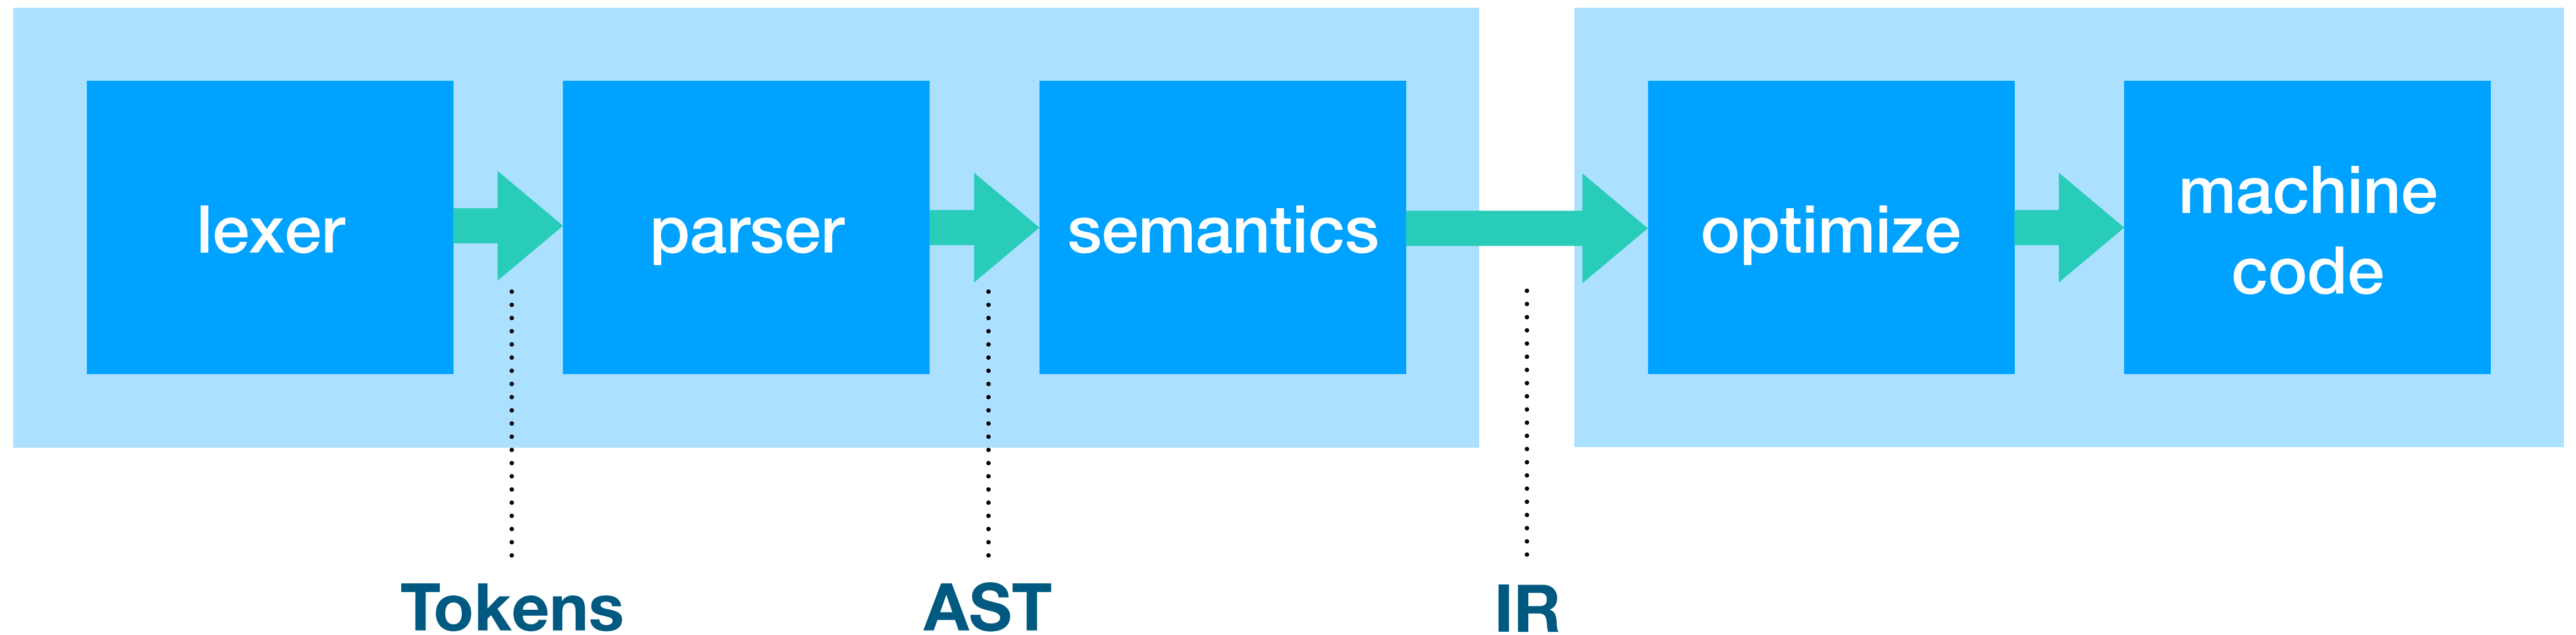 lexer
parser
semantics
optimize
machine
code
Tokens
AST
IR